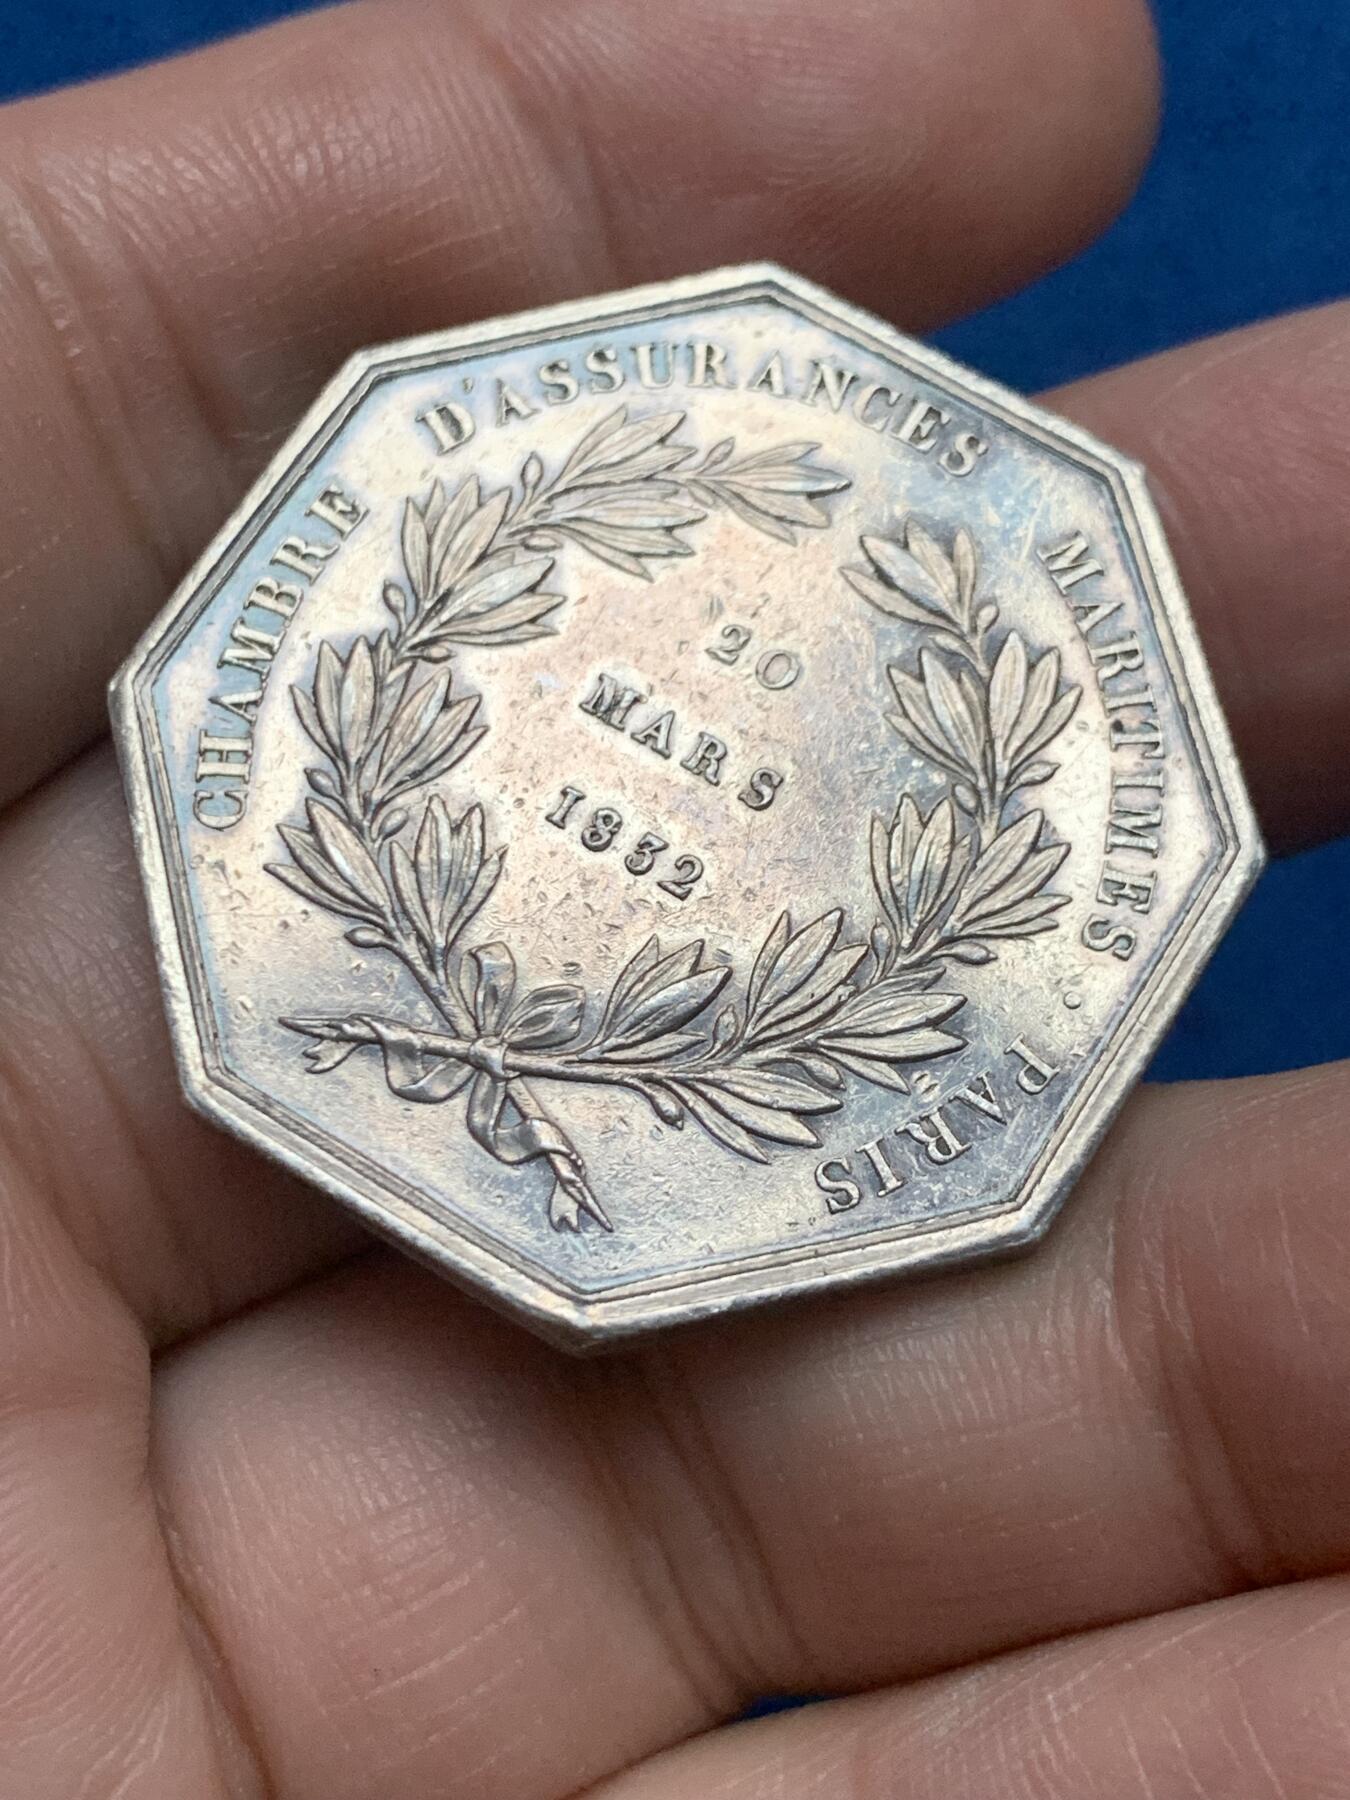 CHAMBRE D'ASSURANCES MARITIMES . PARIS
20
MARS
1832